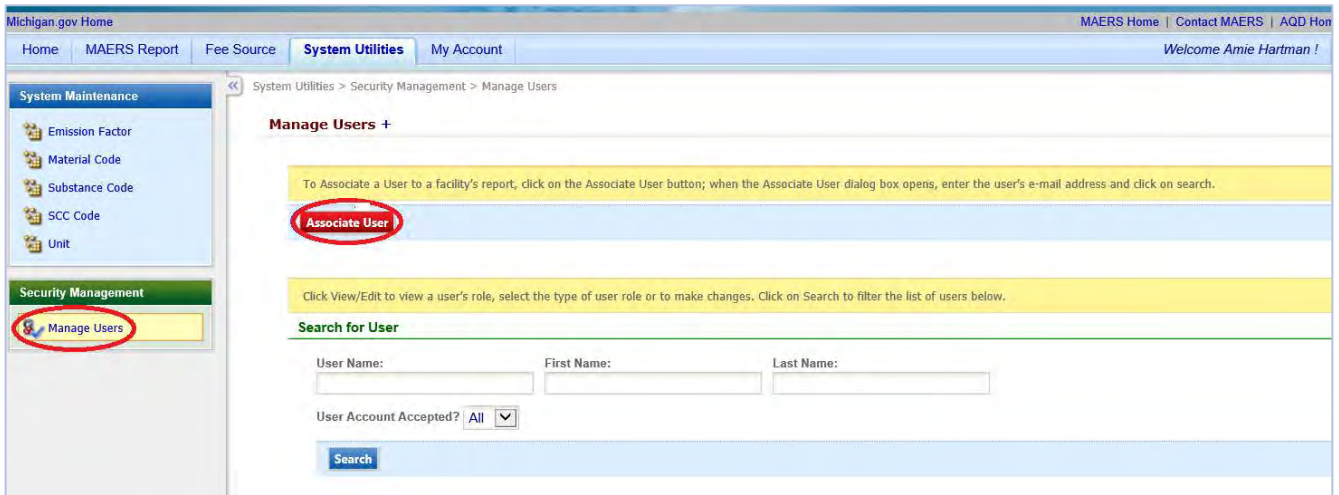 Michigan.gov Home
MAERS Home | Contact MAERS | AQD Hom
Home MAERS Report Fee Source System Utilities My Account Welcome Amie Hartman !
System Maintenance
Emission Factor
Material Code
Substance Code
SCC Code
Unit
Security Management
Manage Users
System Utilities > Security Management > Manage Users
Manage Users +
To Associate a User to a facility's report, click on the Associate User button; when the Associate User dialog box opens, enter the user's e-mail address and click on search.
Associate User
Click View/Edit to view a user's role, select the type of user role or to make changes. Click on Search to filter the list of users below.
Search for User
User Name: First Name: Last Name:
User Account Accepted? All
Search